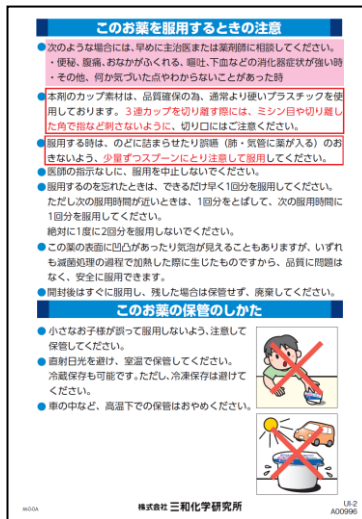 このお薬を服用するときの注意
●次のような場合には、早めに主治医または薬剤師に相談してください。
・便秘、腹痛、おなかがふくれる、嘔吐、下血などの消化器症状が強い時
・その他、何か気づいた点やわからないことがあった時
●本剤のカップ素材は、品質確保の為、通常より硬いプラスチックを使
用しております。3連カップを切り離す際には、ミシン目や切り離し
た角で指など刺さないように、切り口にはご注意ください。
●服用する時は、のどに詰まらせたり誤嚥（肺・気管に薬が入る）のお
きないよう、少量ずつスプーンにとり注意して服用してください。
●医師の指示なしに、服用を中止しないでください。
●服用するのを忘れたときは、できるだけ早く1回分を服用してください。
ただし次の服用時間が近いときは、1回分をとばして、次の服用時間に
1回分を服用してください。
絶対に1度に2回分を服用しないでください。
●この薬の表面に凹凸があったり気泡が見えることもありますが、いずれ
も滅菌処理の過程で加熱した際に生じたものですから、品質に問題は
なく、安全に服用できます。
●開封後はすぐに服用し、残した場合は保管せず、廃棄してください。
このお薬の保管のしかた
●小さなお子様が誤って服用しないよう、注意して
保管してください。
●直射日光を避け、室温で保管してください。
冷蔵保存も可能です。ただし、冷凍保存は避けて
ください。
●車の中など、高温下での保管はおやめください。
株式会社 三和化学研究所
UI-2
A00996